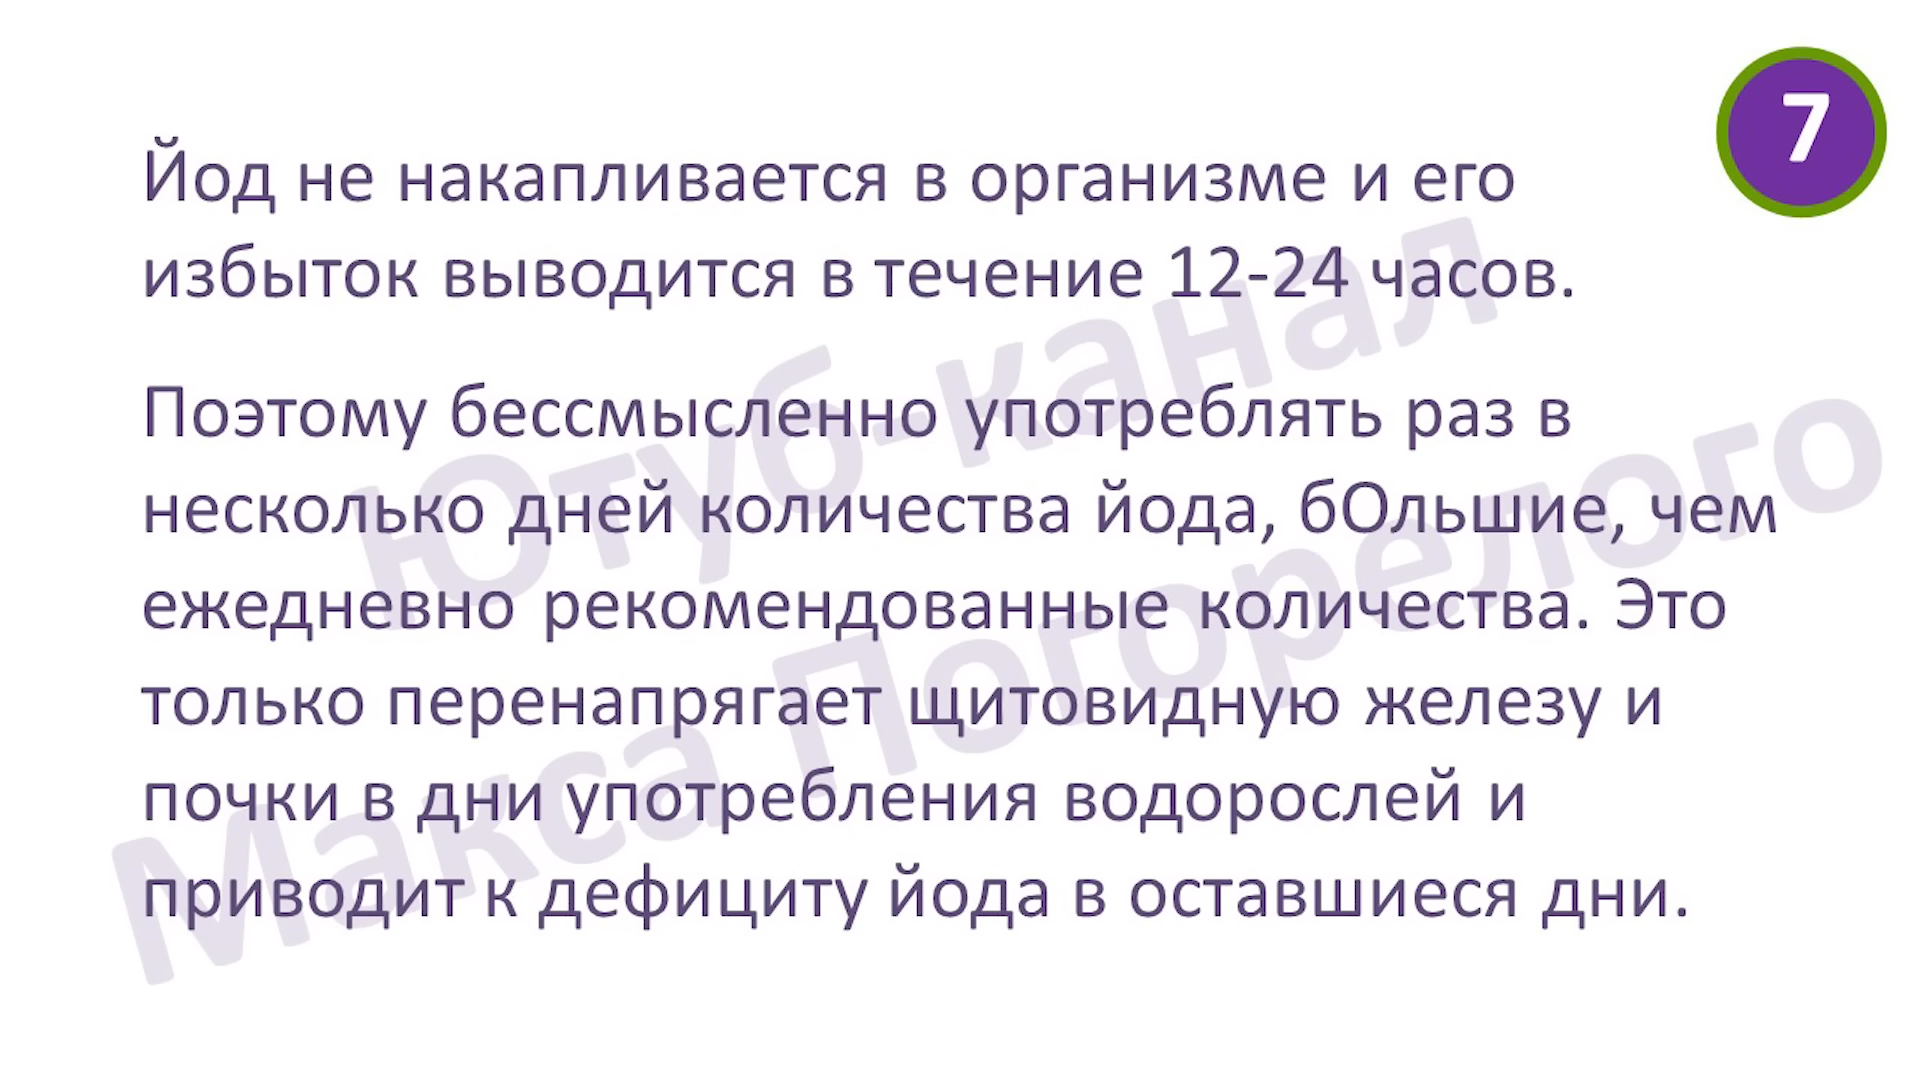 7
Йод не накапливается в организме и его
избыток выводится в течение 12-24 часов.
Поэтому бессмысленно употреблять раз в
несколько дней количества йода, бОльшие, чем
ежедневно рекомендованные количества. Это
только перенапрягает щитовидную железу и
почки в дни употребления водорослей и
приводит к дефициту йода в оставшиеся дни.
Ютуб-канал
Макса Погорелого